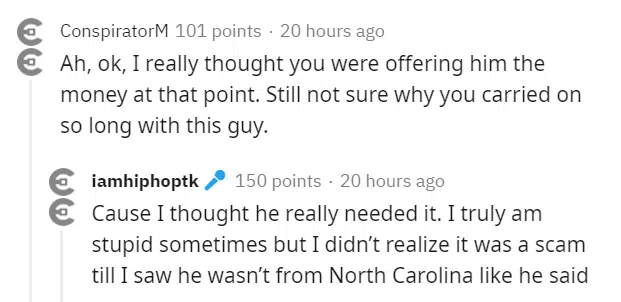 ConspiratorM 101 points · 20 hours ago
Ah, ok, I really thought you were offering him the
money at that point. Still not sure why you carried on
so long with this guy.
iamhiphoptk 150 points · 20 hours ago
Cause I thought he really needed it. I truly am
stupid sometimes but I didn't realize it was a scam
till I saw he wasn't from North Carolina like he said